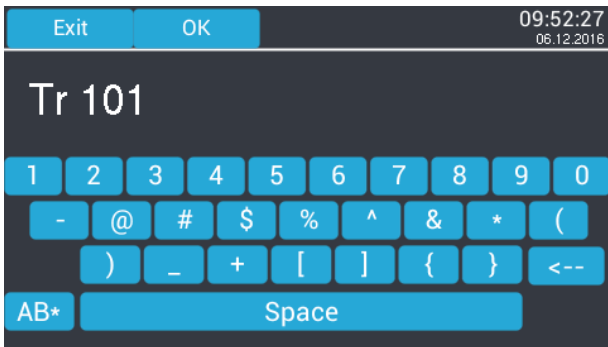 Exit OK 09:52:27
06.12.2016
Tr 101
1 2 3 4 5 6 7 8 9 0
- @ # $ % ^ & * (
) _ + [ ] { } <--
AB* Space